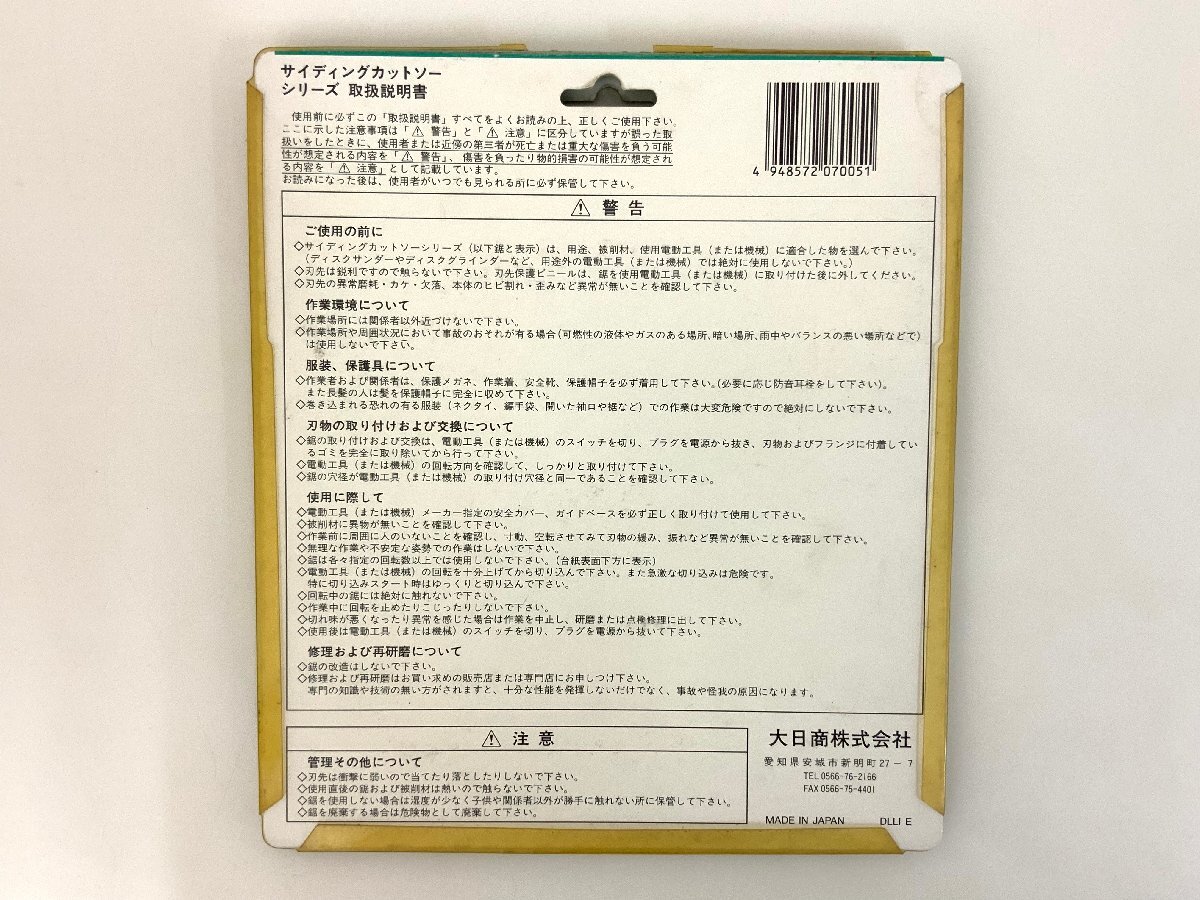 サイディングカットソー
シリーズ 取扱説明書
使用前に必ずこの「取扱説明書」すべてをよくお読みの上、正しくご使用下さい。
ここに示した注意事項は「⚠ 警告」と「⚠ 注意」に区分していますが誤った取
扱いをしたときに、使用者または近傍の第三者が死亡または重大な傷害を負う可能
性が想定される内容を「⚠ 警告」、傷害を負ったり物的損害の可能性が想定され
る内容を「⚠ 注意」として記載しています。
お読みになった後は、使用者がいつでも見られる所に必ず保管して下さい。
4 948572 070051
⚠ 警告
ご使用の前に
◇サイディングカットソーシリーズ(以下鋸と表示)は、用途、被削材、使用電動工具(または機械)に適合した物を選んで下さい。
(ディスクサンダーやディスクグラインダーなど、用途外の電動工具(または機械)では絶対に使用しないで下さい。)
◇刃先は鋭利ですので触らないで下さい。刃先保護ビニールは、鋸を使用電動工具(または機械)に取り付けた後に外してください。
◇刃先の異常磨耗・カケ・欠落、本体のヒビ割れ・歪みなど異常が無いことを確認して下さい。
作業環境について
◇作業場所には関係者以外近づけないで下さい。
◇作業場所や周囲状況において事故のおそれが有る場合(可燃性の液体やガスのある場所、暗い場所、雨中やバランスの悪い場所などで)
は使用しないで下さい。
服装、保護具について
◇作業者および関係者は、保護メガネ、作業着、安全靴、保護帽子を必ず着用して下さい。(必要に応じ防音耳栓をして下さい)。
また長髪の人は髪を保護帽子に完全に収めて下さい。
◇巻き込まれる恐れの有る服装(ネクタイ、編手袋、開いた袖口や裾など)での作業は大変危険ですので絶対にしないで下さい。
刃物の取り付けおよび交換について
◇鋸の取り付けおよび交換は、電動工具(または機械)のスイッチを切り、プラグを電源から抜き、刃物およびフランジに付着してい
るゴミを完全に取り除いてから行って下さい。
◇電動工具(または機械)の回転方向を確認して、しっかりと取り付けて下さい。
◇鋸の穴径が電動工具(または機械)の取り付け穴径と同一であることを確認して下さい。
使用に際して
◇電動工具(または機械)メーカー指定の安全カバー、ガイドベースを必ず正しく取り付けて使用して下さい。
◇被削材に異物が無いことを確認して下さい。
◇作業前に周囲に人のいないことを確認し、寸動、空転させてみて刃物の緩み、振れなど異常が無いことを確認して下さい。
◇無理な作業や不安定な姿勢での作業はしないで下さい。
◇鋸は各々指定の回転数以上では使用しないで下さい。(台紙表面下方に表示)
◇電動工具(または機械)の回転を十分上げてから切り込んで下さい。また急激な切り込みは危険です。
特に切り込みスタート時はゆっくりと切り込んで下さい。
◇回転中の鋸には絶対に触れないで下さい。
◇作業中に回転を止めたりこじったりしないで下さい。
◇切れ味が悪くなったり異常を感じた場合は作業を中止し、研磨または点検修理に出して下さい。
◇使用後は電動工具(または機械)のスイッチを切り、プラグを電源から抜いて下さい。
修理および再研磨について
◇鋸の改造はしないで下さい。
◇修理および再研磨はお買い求めの販売店または専門店にお申しつけ下さい。
専門の知識や技術の無い方がされますと、十分な性能を発揮しないだけでなく、事故や怪我の原因になります。
⚠ 注意
管理その他について
◇刃先は衝撃に弱いので当てたり落としたりしないで下さい。
◇使用直後の鋸および被削材は熱いので触らないで下さい。
◇鋸を使用しない場合は湿度が少なく子供や関係者以外が勝手に触れない所に保管して下さい。
◇鋸を廃棄する場合は危険物として廃棄して下さい。
大日商株式会社
愛知県安城市新明町27-7
TEL 0566-76-2166
FAX 0566-75-4401
MADE IN JAPAN DLLI E